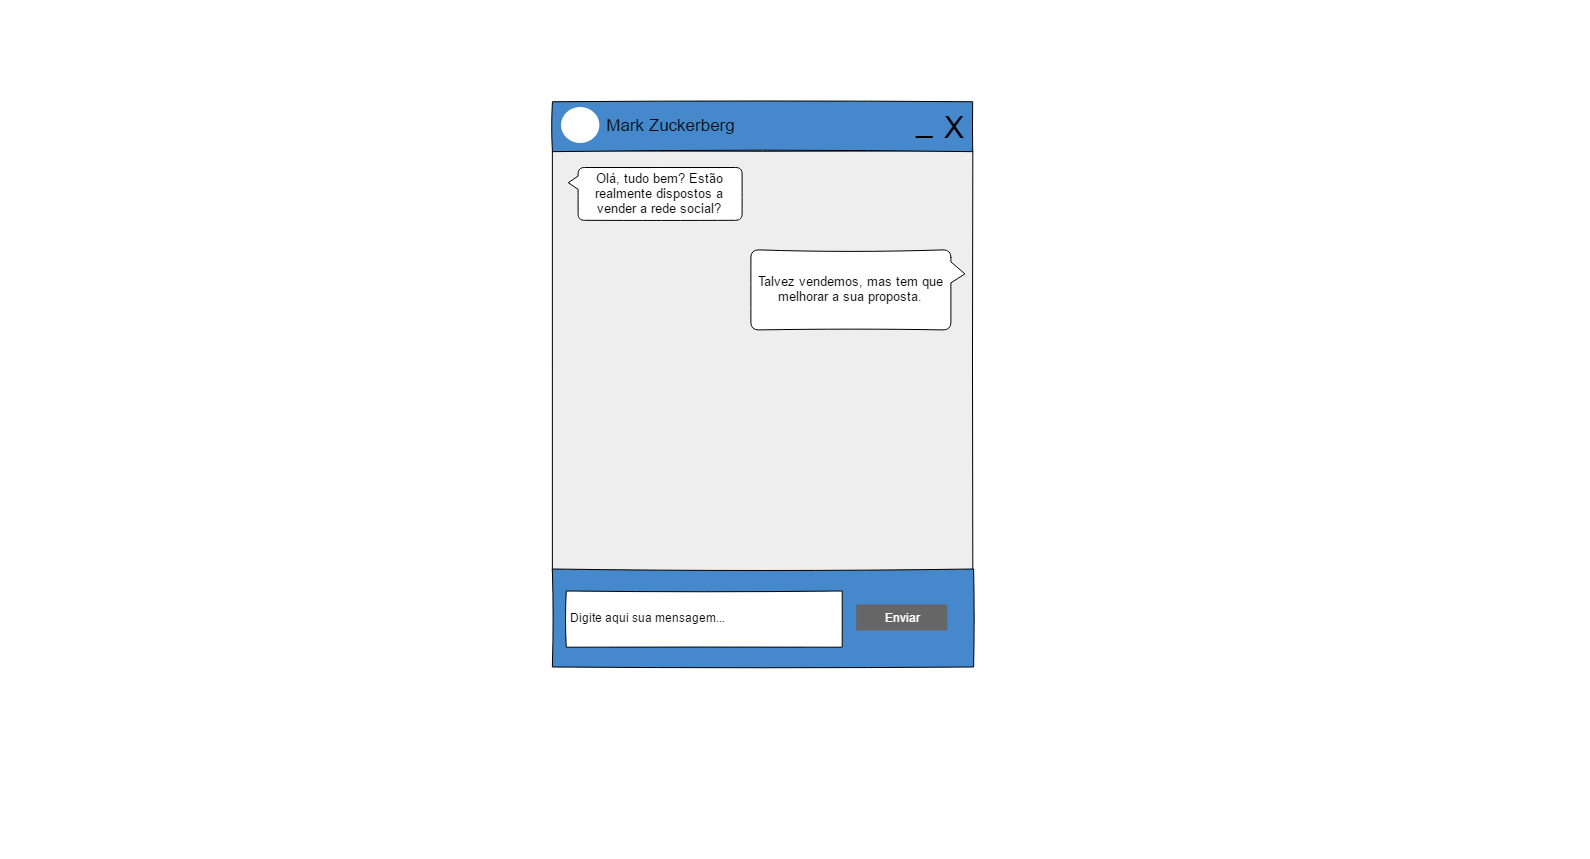 Mark Zuckerberg
_ X
Olá, tudo bem? Estão
realmente dispostos a
vender a rede social?
Talvez vendemos, mas tem que
melhorar a sua proposta.
Digite aqui sua mensagem...
Enviar